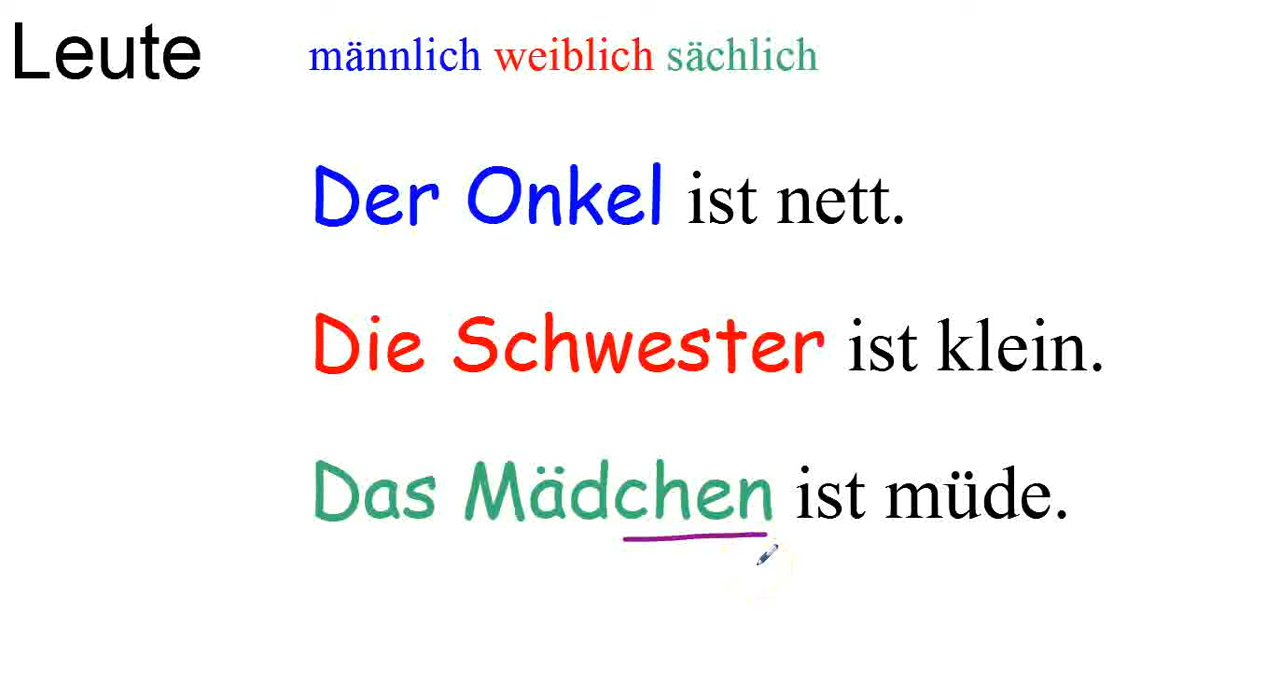 Leute männlich weiblich sächlich
Der Onkel ist nett.
Die Schwester ist klein.
Das Mädchen ist müde.